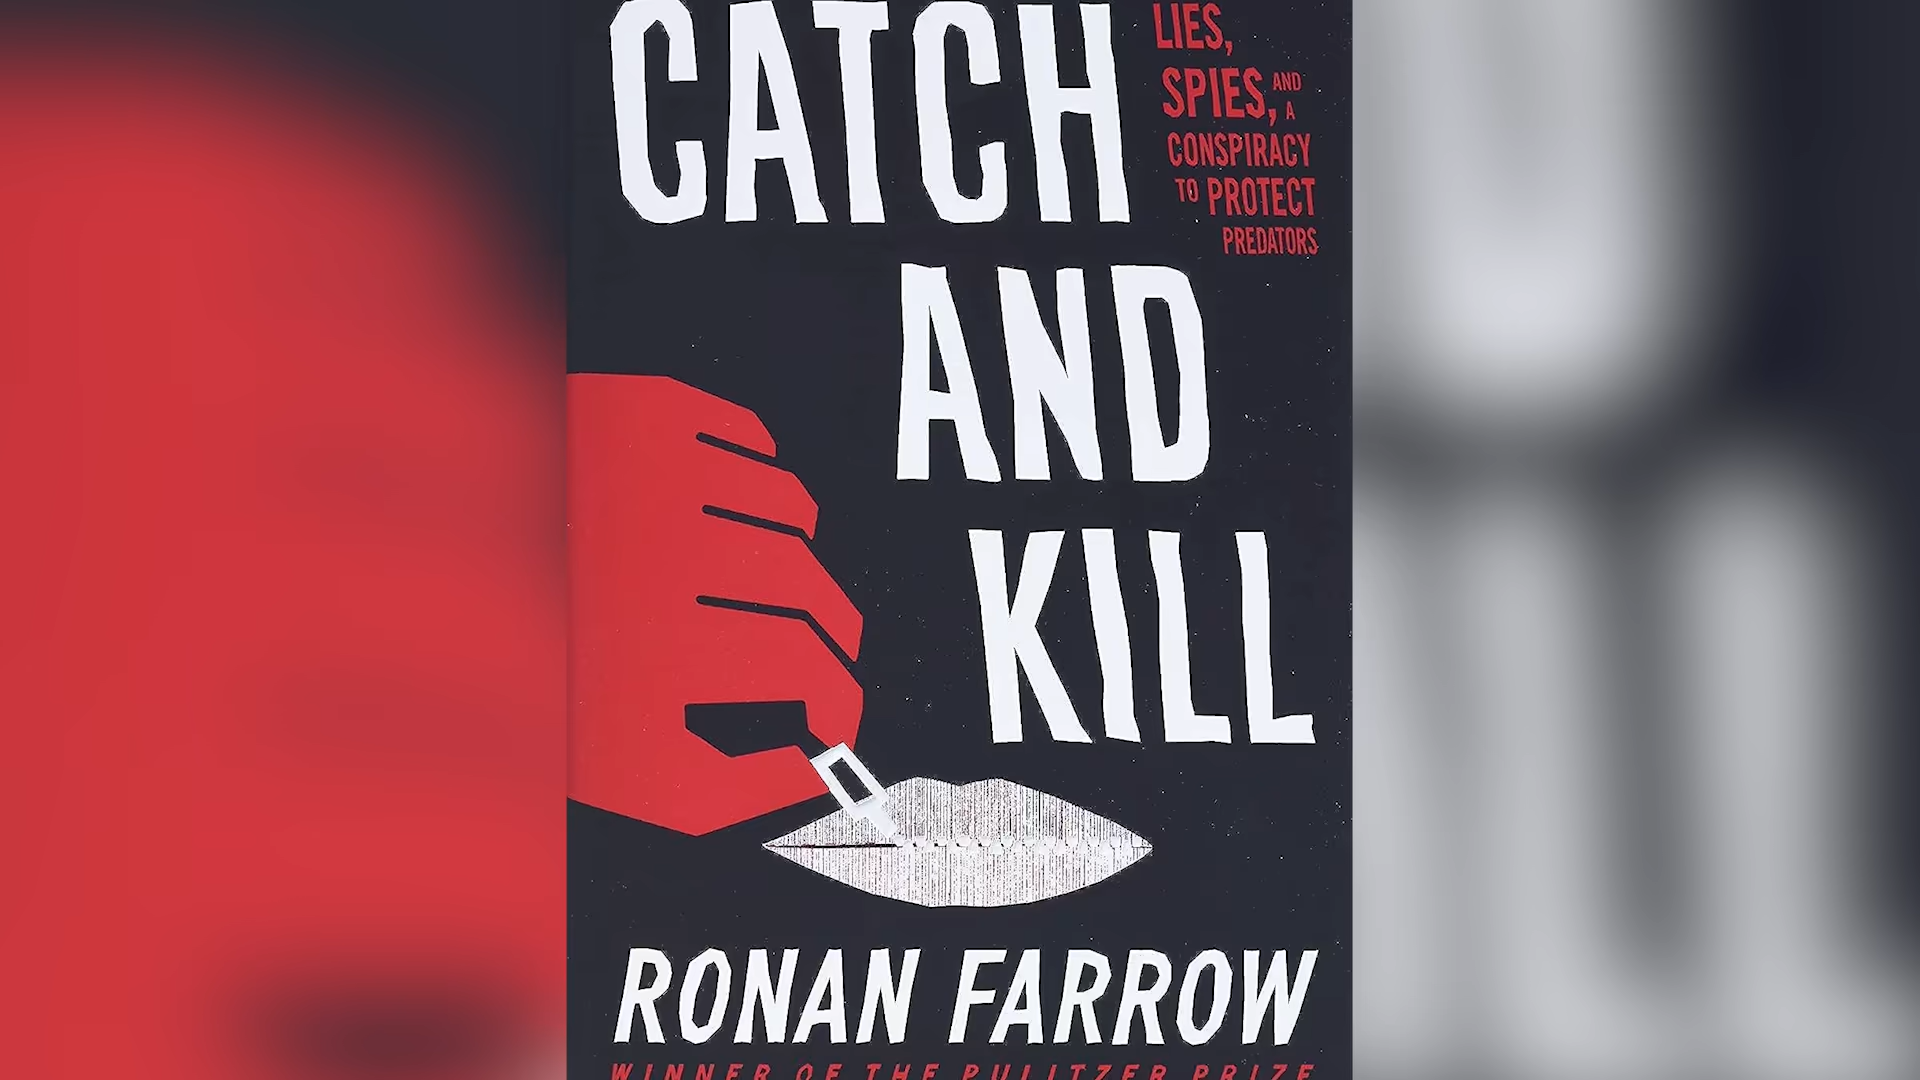 CATCH
AND
KILL
LIES,
SPIES, AND
A
CONSPIRACY
TO PROTECT
PREDATORS
RONAN FARROW
WINNER OF THE PULITZER PRIZE